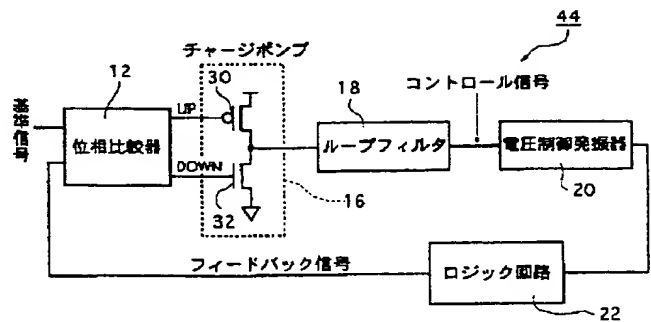 44
チャージポンプ
12
30
UP
18
コントロール信号
基準信号
位相比較器
ループフィルタ
電圧制御発振器
DOWN
32
16
20
フィードバック信号
ロジック回路
22